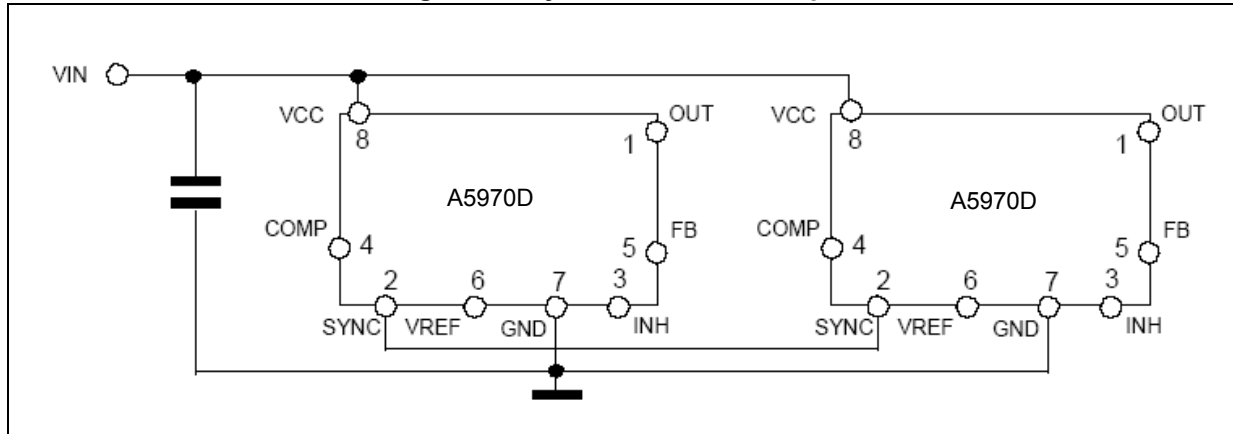 VIN
VCC
8
OUT
1
A5970D
COMP
4
FB
5
2
6
7
3
SYNC
VREF
GND
INH
VCC
8
OUT
1
A5970D
COMP
4
FB
5
2
6
7
3
SYNC
VREF
GND
INH